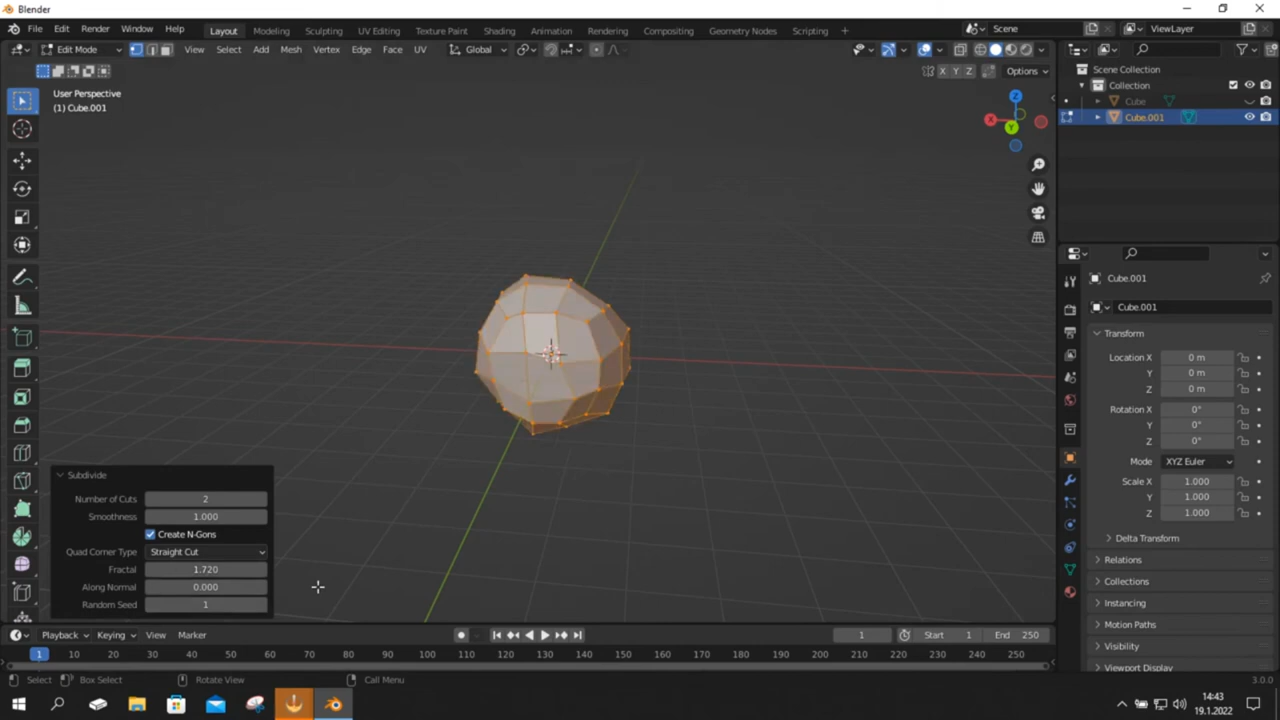 Blender
File Edit Render Window Help Layout Modeling Sculpting UV Editing Texture Paint Shading Animation Rendering Compositing Geometry Nodes Scripting + Scene ViewLayer
Edit Mode View Select Add Mesh Vertex Edge Face UV Global
X Y Z Options
User Perspective
(1) Cube.001
Z
X
Y
Scene Collection
Collection
Cube
Cube.001
Cube.001
Cube.001
Transform
Location X 0 m
Y 0 m
Z 0 m
Rotation X 0°
Y 0°
Z 0°
Mode XYZ Euler
Scale X 1.000
Y 1.000
Z 1.000
Delta Transform
Relations
Collections
Instancing
Motion Paths
Visibility
Viewport Display
Subdivide
Number of Cuts 2
Smoothness 1.000
Create N-Gons
Quad Corner Type Straight Cut
Fractal 1.720
Along Normal 0.000
Random Seed 1
Playback Keying View Marker 1 Start 1 End 250
1 10 20 30 40 50 60 70 80 90 100 110 120 130 140 150 160 170 180 190 200 210 220 230 240 250
Select Box Select Rotate View Call Menu 3.0.0
14:43
19.1.2022